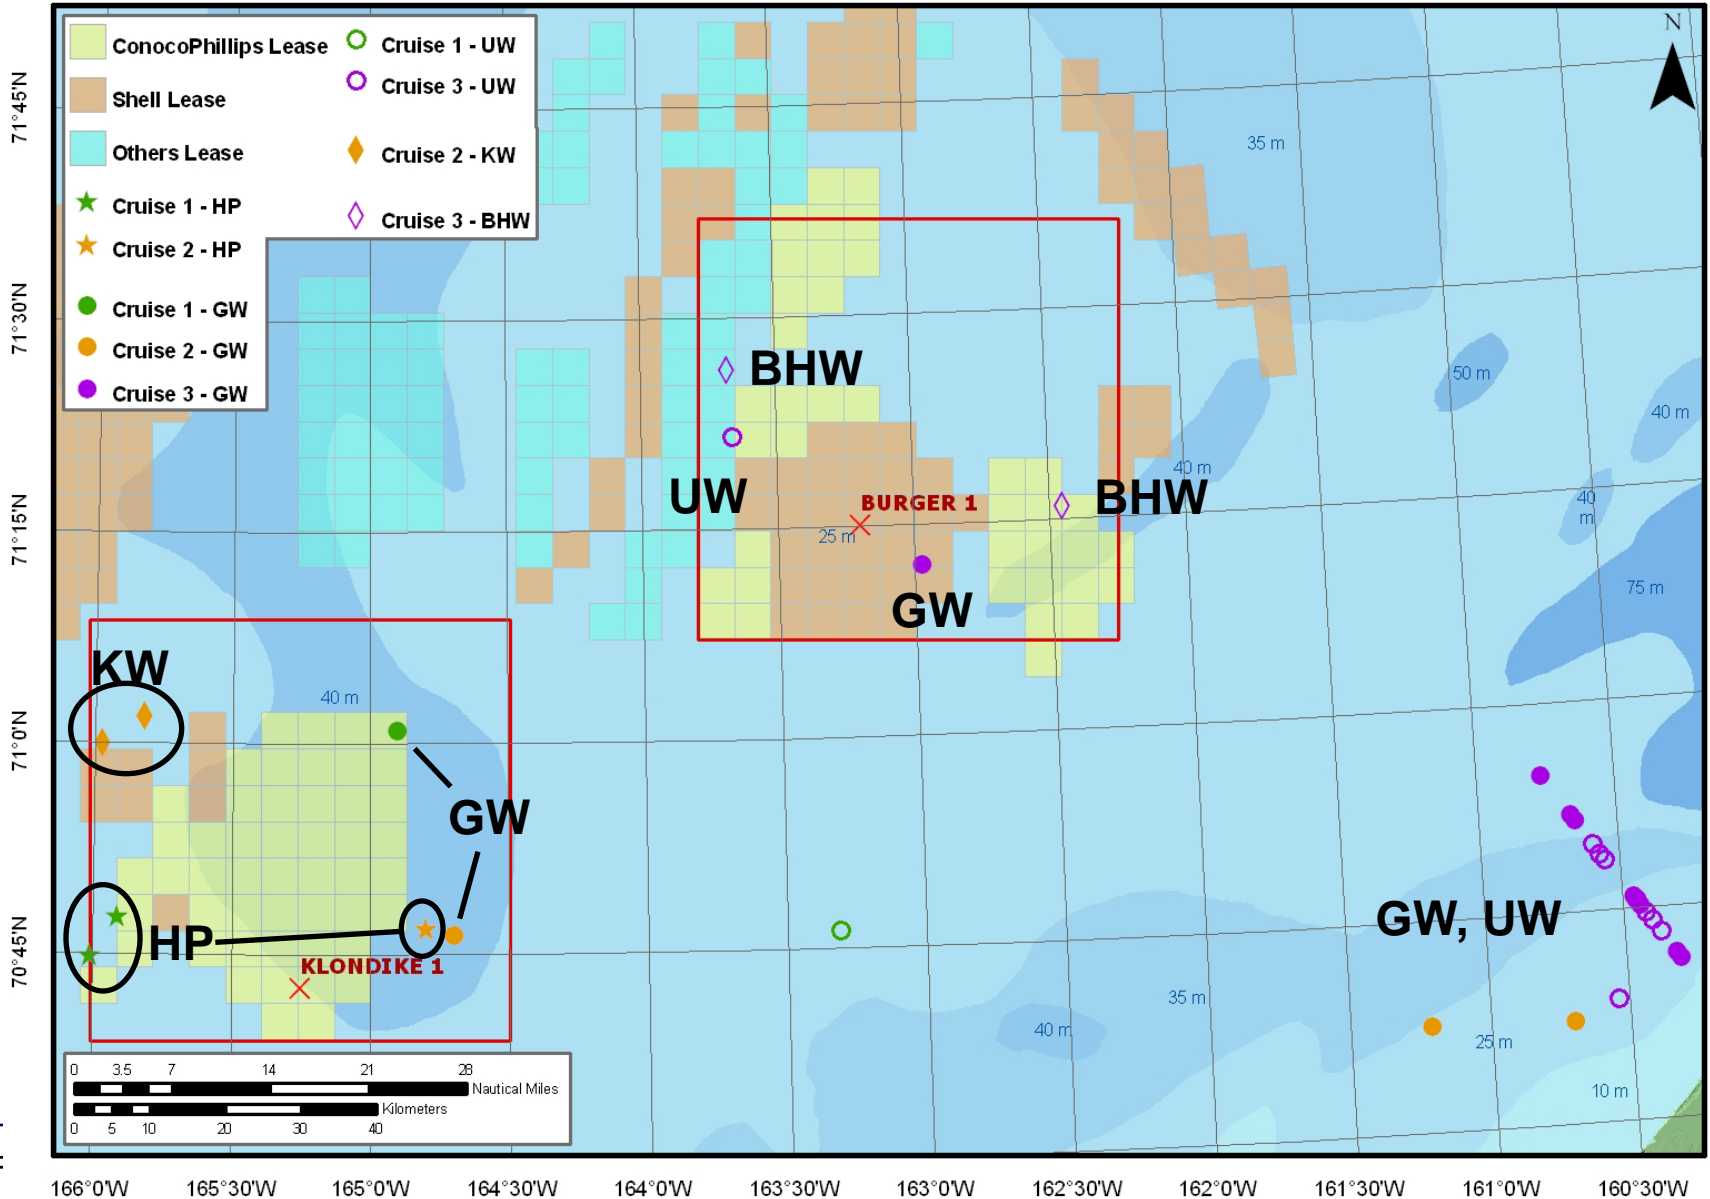 ConocoPhillips Lease
Shell Lease
Others Lease
Cruise 1 - HP
Cruise 2 - HP
Cruise 1 - GW
Cruise 2 - GW
Cruise 3 - GW
Cruise 1 - UW
Cruise 3 - UW
Cruise 2 - KW
Cruise 3 - BHW
N
35 m
50 m
40 m
40 m
40
m
75 m
BHW
UW
BURGER 1
25 m
BHW
GW
KW
40 m
GW
HP
KLONDIKE 1
GW, UW
35 m
40 m
25 m
10 m
0 3.5 7 14 21 28
Nautical Miles
Kilometers
0 5 10 20 30 40
71°45'N
71°30'N
71°15'N
71°0'N
70°45'N
166°0'W 165°30'W 165°0'W 164°30'W 164°0'W 163°30'W 163°0'W 162°30'W 162°0'W 161°30'W 161°0'W 160°30'W